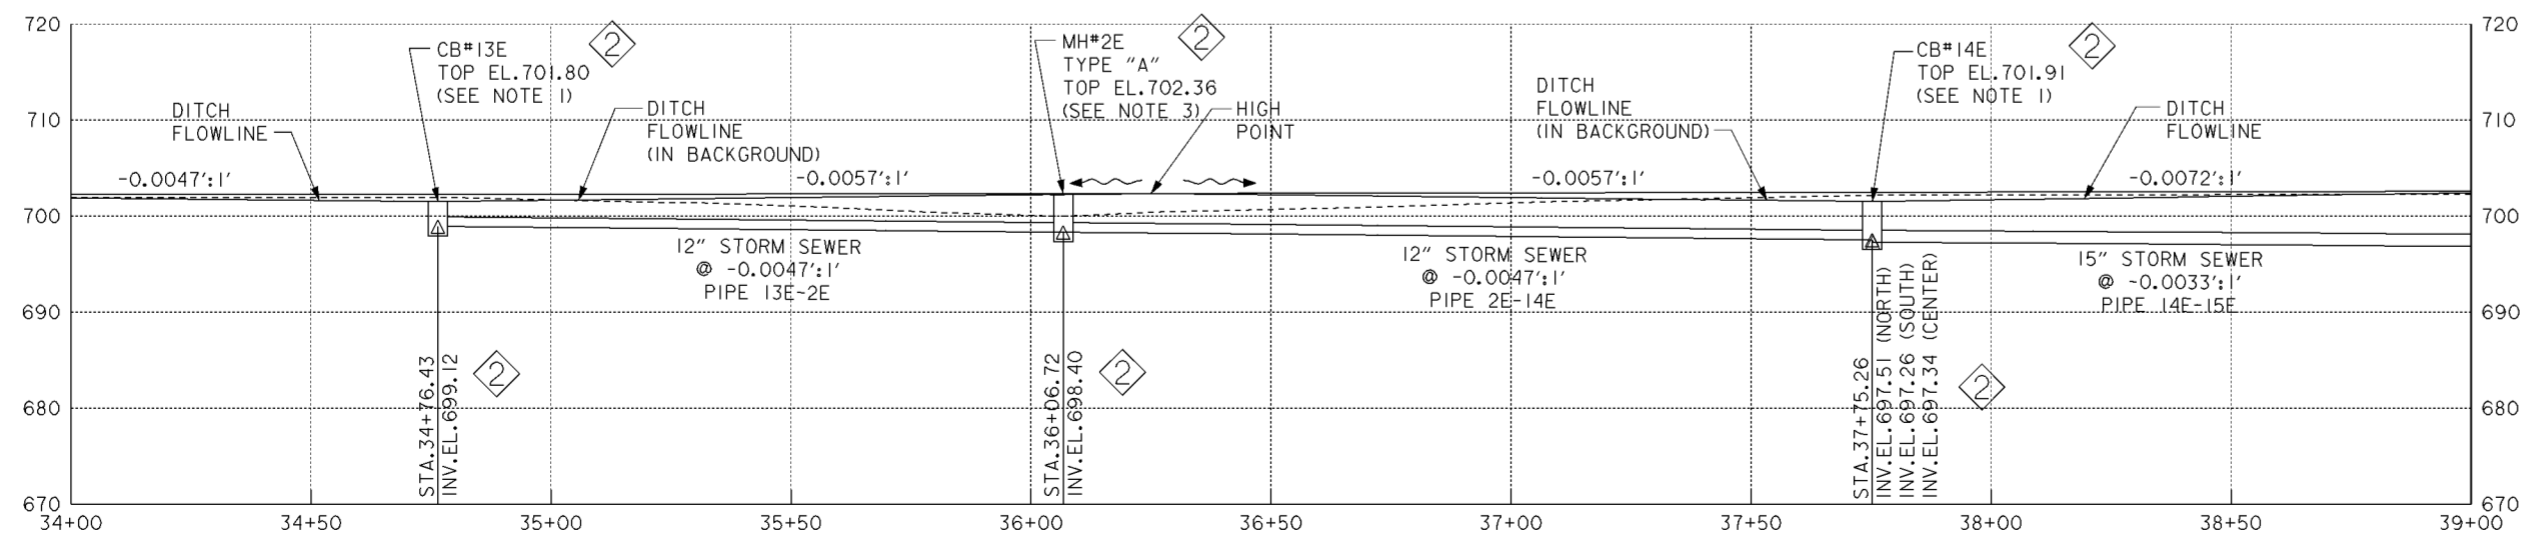 720
710
700
690
680
670
720
710
700
690
680
670
34+00
34+50
35+00
35+50
36+00
36+50
37+00
37+50
38+00
38+50
39+00
DITCH
FLOWLINE
-0.0047':1'
CB#13E
TOP EL.701.80
(SEE NOTE 1)
2
DITCH
FLOWLINE
(IN BACKGROUND)
-0.0057':1'
MH#2E
TYPE "A"
TOP EL.702.36
(SEE NOTE 3)
2
HIGH
POINT
DITCH
FLOWLINE
(IN BACKGROUND)
-0.0057':1'
CB#14E
TOP EL.701.91
(SEE NOTE 1)
2
DITCH
FLOWLINE
-0.0072':1'
12" STORM SEWER
@ -0.0047':1'
PIPE 13E-2E
12" STORM SEWER
@ -0.0047':1'
PIPE 2E-14E
15" STORM SEWER
@ -0.0033':1'
PIPE 14E-15E
STA.34+76.43
INV.EL.699.12
2
STA.36+06.72
INV.EL.698.40
2
STA.37+75.26
INV.EL.697.51 (NORTH)
INV.EL.697.26 (SOUTH)
INV.EL.697.34 (CENTER)
2